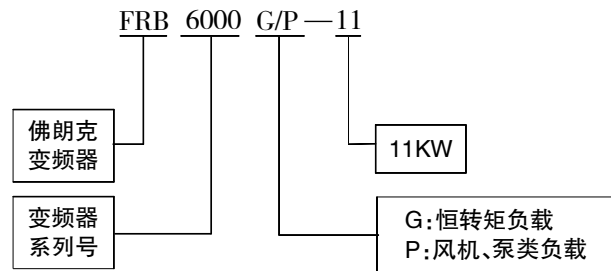 FRB 6000 G/P—11
佛朗克
变频器
11KW
变频器
系列号
G:恒转矩负载
P:风机、泵类负载